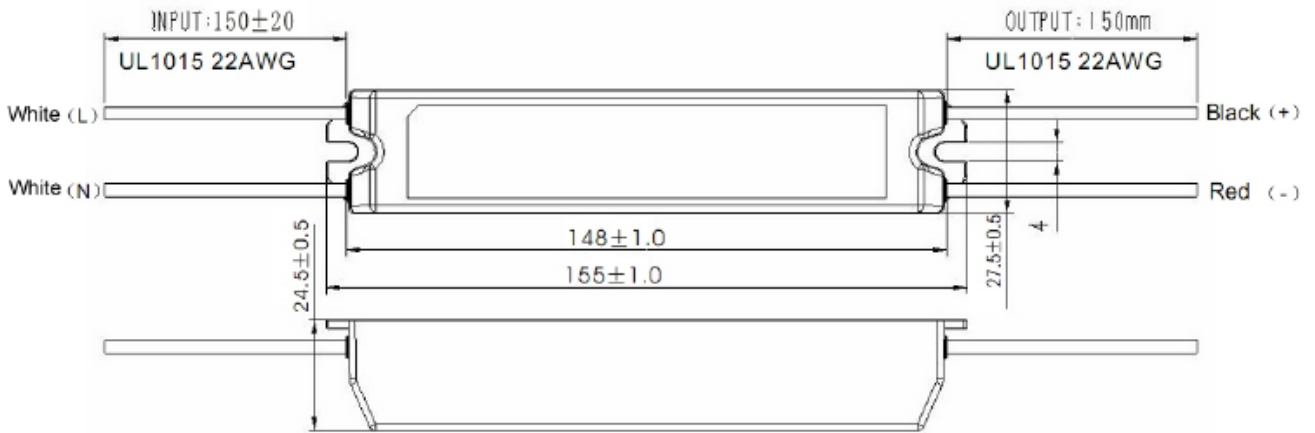 INPUT:150±20
OUTPUT:150mm
UL1015 22AWG
UL1015 22AWG
White (L)
Black (+)
White (N)
Red (-)
148±1.0
155±1.0
24.5±0.5
27.5±0.5
4